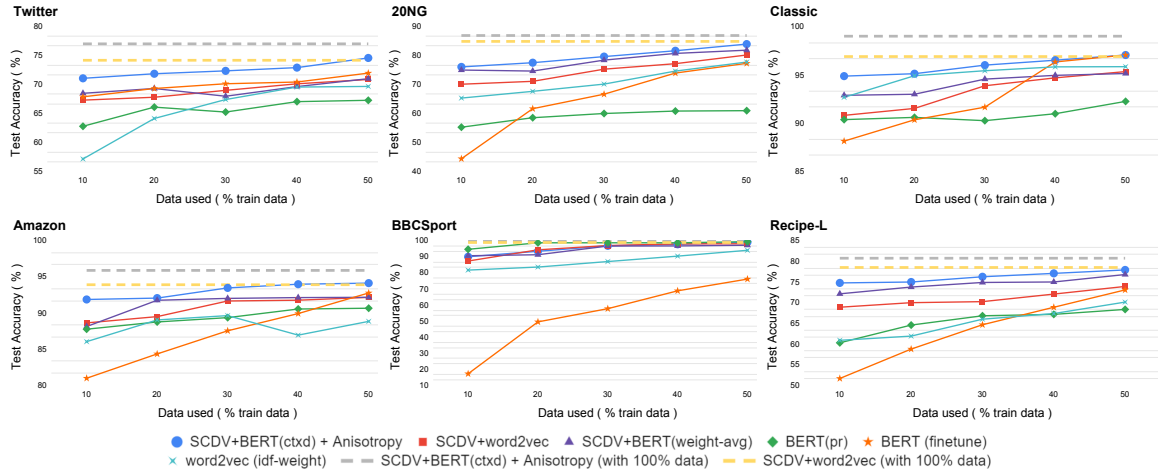 Twitter
80
75
70
65
60
55
Test Accuracy ( % )
10 20 30 40 50
Data used ( % train data )
20NG
90
80
70
60
50
40
Test Accuracy ( % )
10 20 30 40 50
Data used ( % train data )
Classic
100
95
90
85
Test Accuracy ( % )
10 20 30 40 50
Data used ( % train data )
Amazon
100
95
90
85
80
Test Accuracy ( % )
10 20 30 40 50
Data used ( % train data )
BBCSport
100
90
80
70
60
50
40
30
20
10
Test Accuracy ( % )
10 20 30 40 50
Data used ( % train data )
Recipe-L
85
80
75
70
65
60
55
50
Test Accuracy ( % )
10 20 30 40 50
Data used ( % train data )
SCDV+BERT(ctxd) + Anisotropy SCDV+word2vec SCDV+BERT(weight-avg) BERT(pr) BERT (finetune)
word2vec (idf-weight) SCDV+BERT(ctxd) + Anisotropy (with 100% data) SCDV+word2vec (with 100% data)